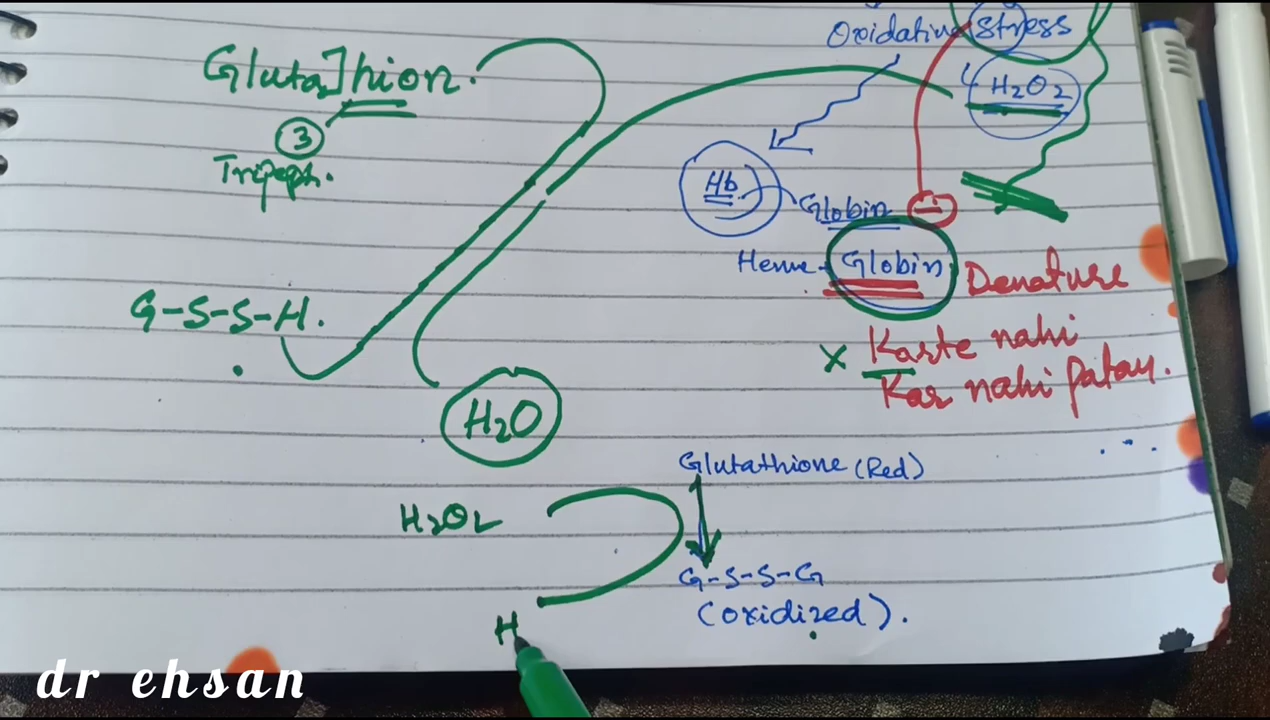 Oxidative Stress
H2O2
Glutathion.
3
Tripep.
Hb
Globin
Heme - Globin
Denature
x Karte nahi
Kar nahi patay.
G-S-S-H.
H2O
Glutathione (Red)
H2O2
G-S-S-G
(oxidized).
H
dr ehsan